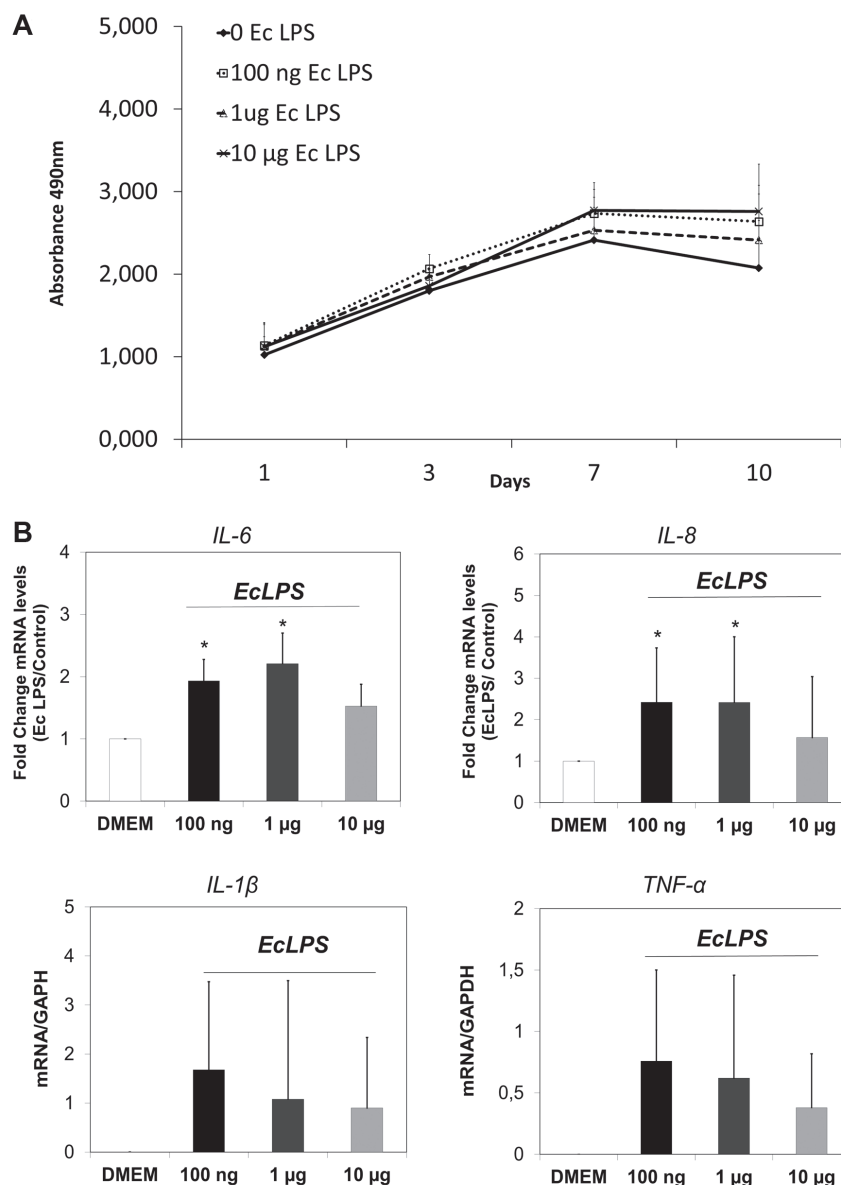 A
5,000
4,000
3,000
2,000
1,000
0,000
Absorbance 490nm
0 Ec LPS
100 ng Ec LPS
1ug Ec LPS
10 µg Ec LPS
1 3 7 10
Days
B
IL-6
4
3
2
1
0
Fold Change mRNA levels
(Ec LPS/Control)
EcLPS
* *
DMEM 100 ng 1 µg 10 µg
IL-8
6
5
4
3
2
1
0
Fold Change mRNA levels
(EcLPS/ Control)
EcLPS
* *
DMEM 100 ng 1 µg 10 µg
IL-1β
5
4
3
2
1
0
mRNA/GAPH
EcLPS
DMEM 100 ng 1 µg 10 µg
TNF-α
2
1,5
1
0,5
0
mRNA/GAPDH
EcLPS
DMEM 100 ng 1 µg 10 µg